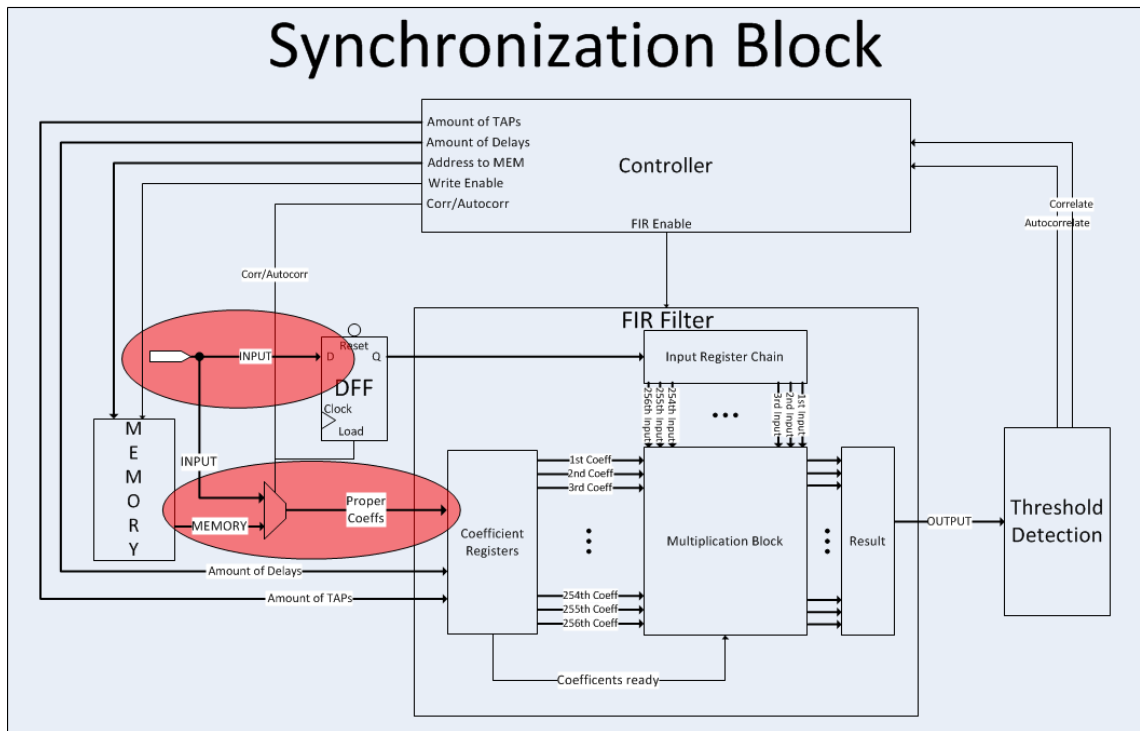 Synchronization Block
Amount of TAPs
Amount of Delays
Address to MEM
Write Enable
Corr/Autocorr
Controller
FIR Enable
Correlate
Autocorrelate
Corr/Autocorr
FIR Filter
Reset
INPUT
D
Q
DFF
Clock
Load
Input Register Chain
256th Input
255th Input
254th Input
...
3rd Input
2nd Input
1st Input
M
E
M
O
R
Y
INPUT
MEMORY
Proper
Coeffs
Coefficient
Registers
1st Coeff
2nd Coeff
3rd Coeff
254th Coeff
255th Coeff
256th Coeff
Multiplication Block
Result
OUTPUT
Threshold
Detection
Amount of Delays
Amount of TAPs
Coefficents ready